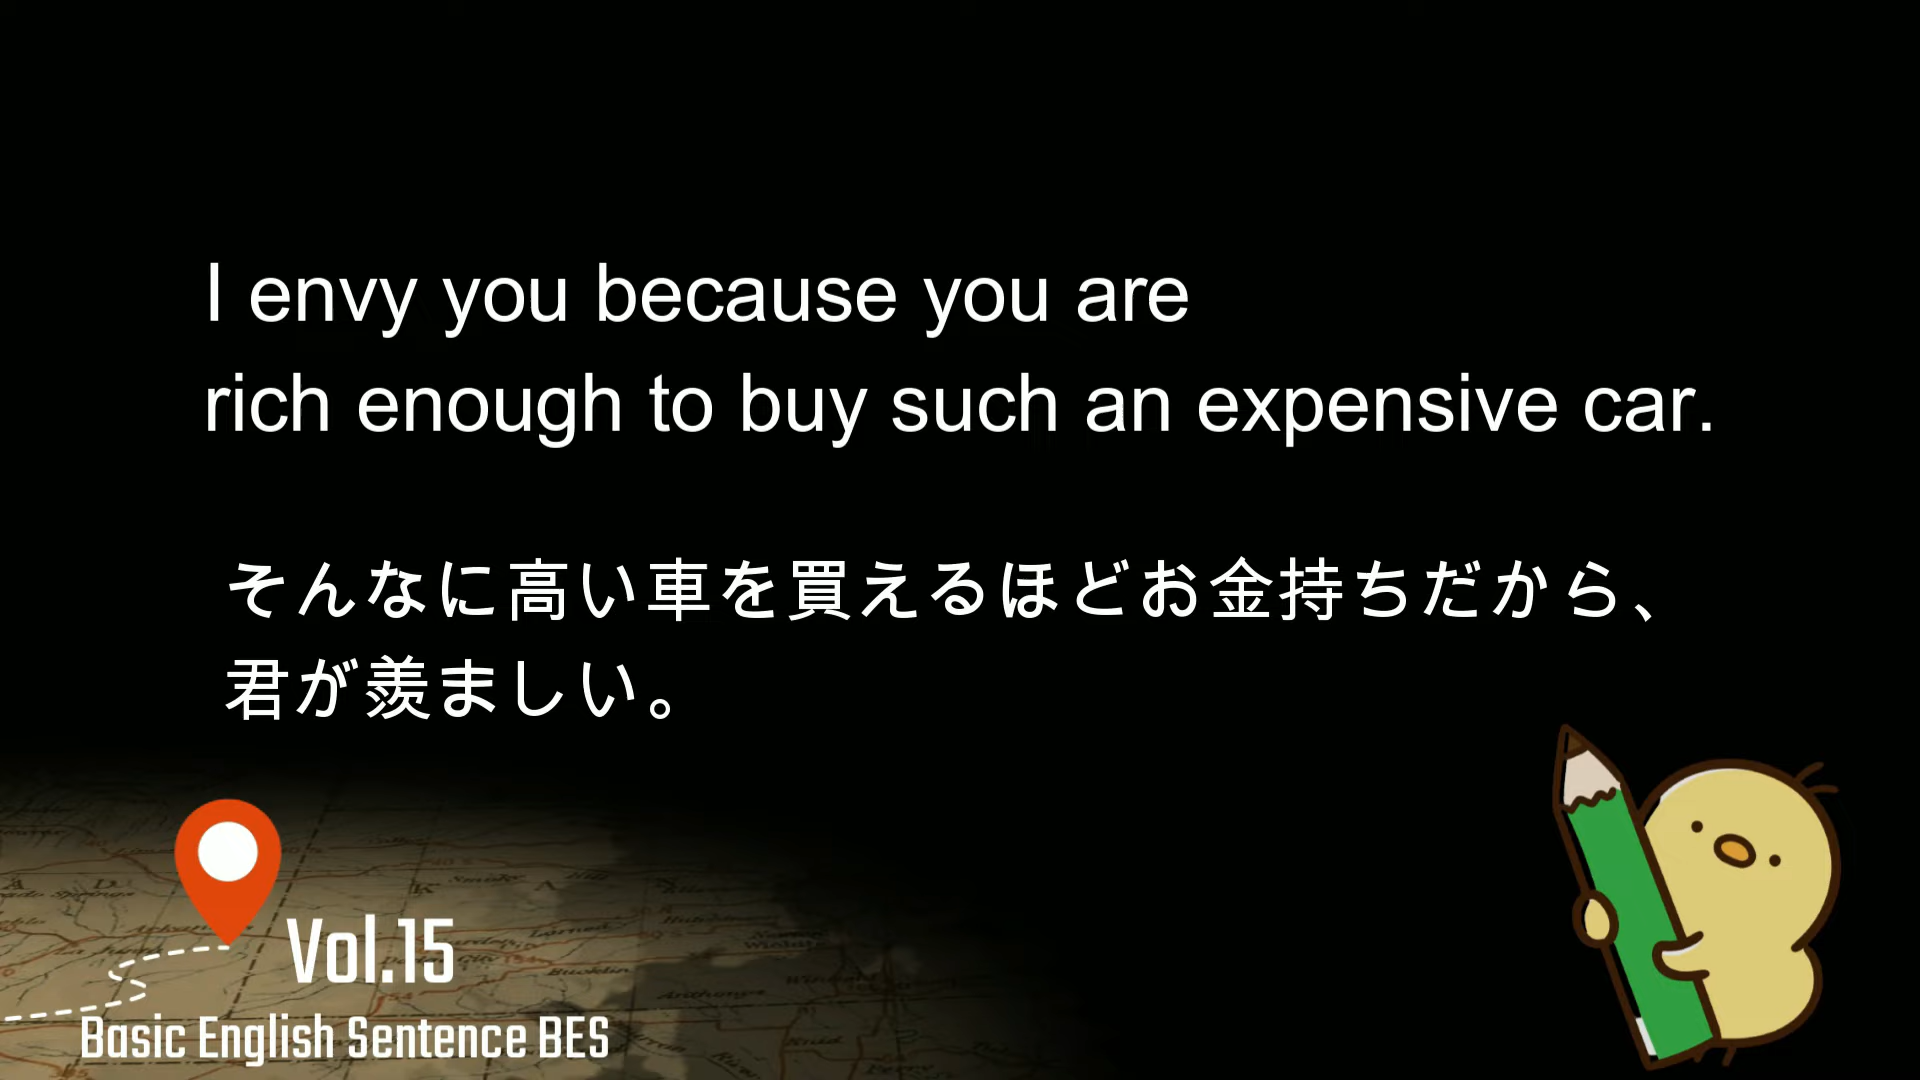 I envy you because you are
rich enough to buy such an expensive car.
そんなに高い車を買えるほどお金持ちだから、
君が羨ましい。
Vol.15
Basic English Sentence BES